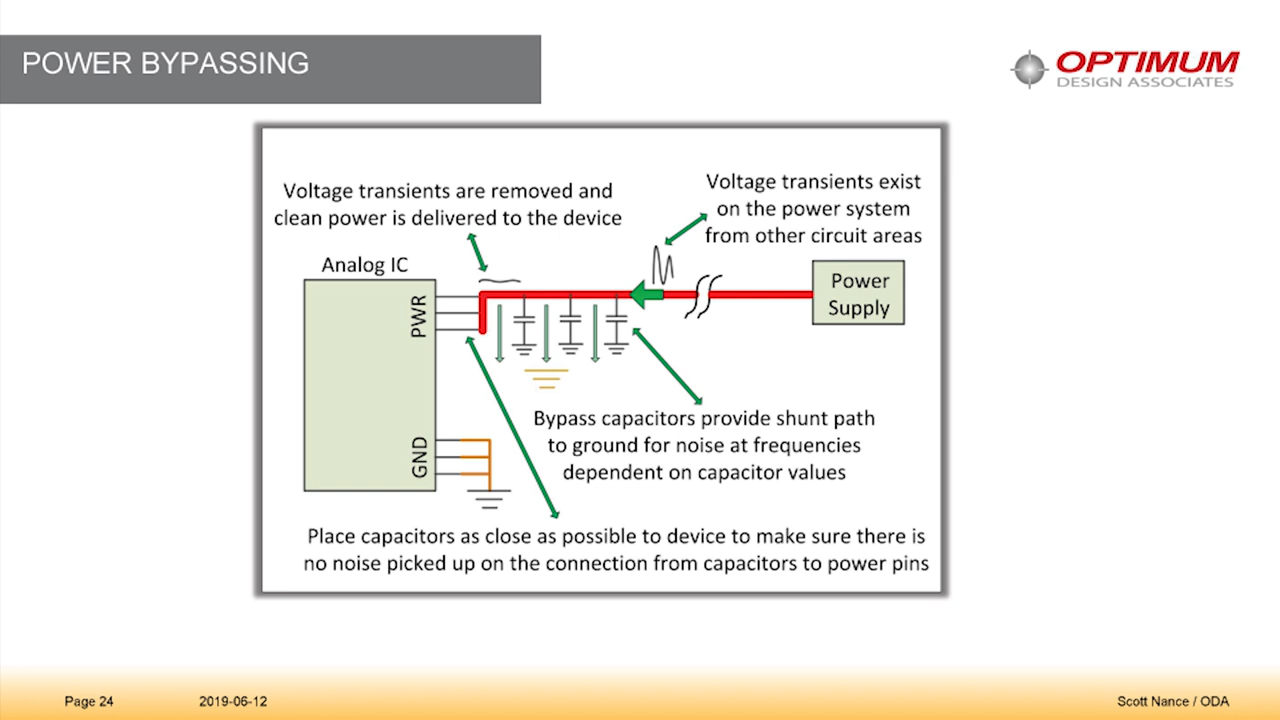 POWER BYPASSING
OPTIMUM
DESIGN ASSOCIATES
Voltage transients are removed and
clean power is delivered to the device
Voltage transients exist
on the power system
from other circuit areas
Analog IC
PWR
GND
Power
Supply
Bypass capacitors provide shunt path
to ground for noise at frequencies
dependent on capacitor values
Place capacitors as close as possible to device to make sure there is
no noise picked up on the connection from capacitors to power pins
Page 24
2019-06-12
Scott Nance / ODA